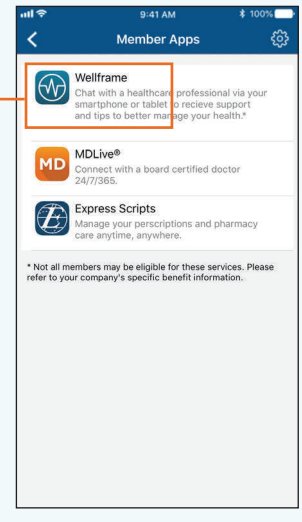 9:41 AM
100%
Member Apps
Wellframe
Chat with a healthcare professional via your
smartphone or tablet to recieve support
and tips to better manage your health.*
MD
MDLive®
Connect with a board certified doctor
24/7/365.
Express Scripts
Manage your perscriptions and pharmacy
care anytime, anywhere.
* Not all members may be eligible for these services. Please
refer to your company's specific benefit information.